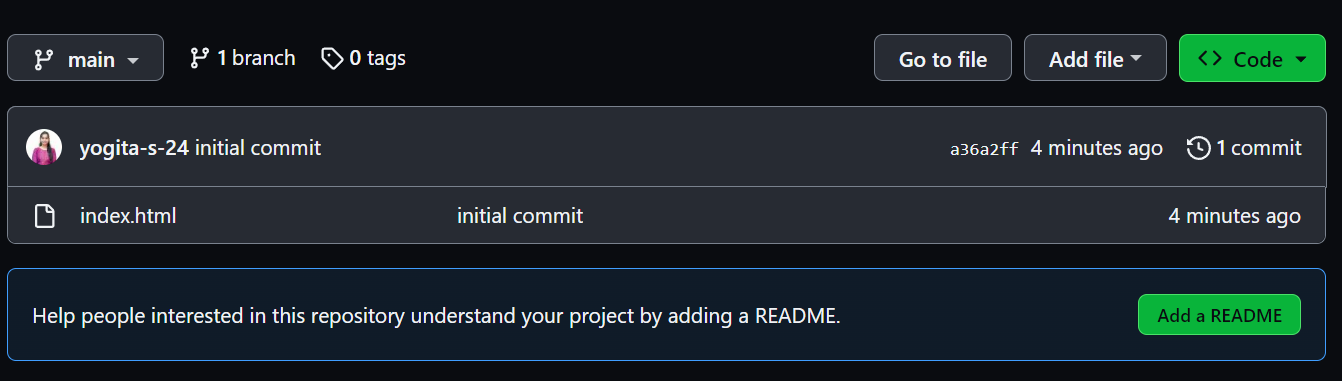 main 1 branch 0 tags Go to file Add file Code
yogita-s-24 initial commit a36a2ff 4 minutes ago 1 commit
index.html initial commit 4 minutes ago
Help people interested in this repository understand your project by adding a README. Add a README